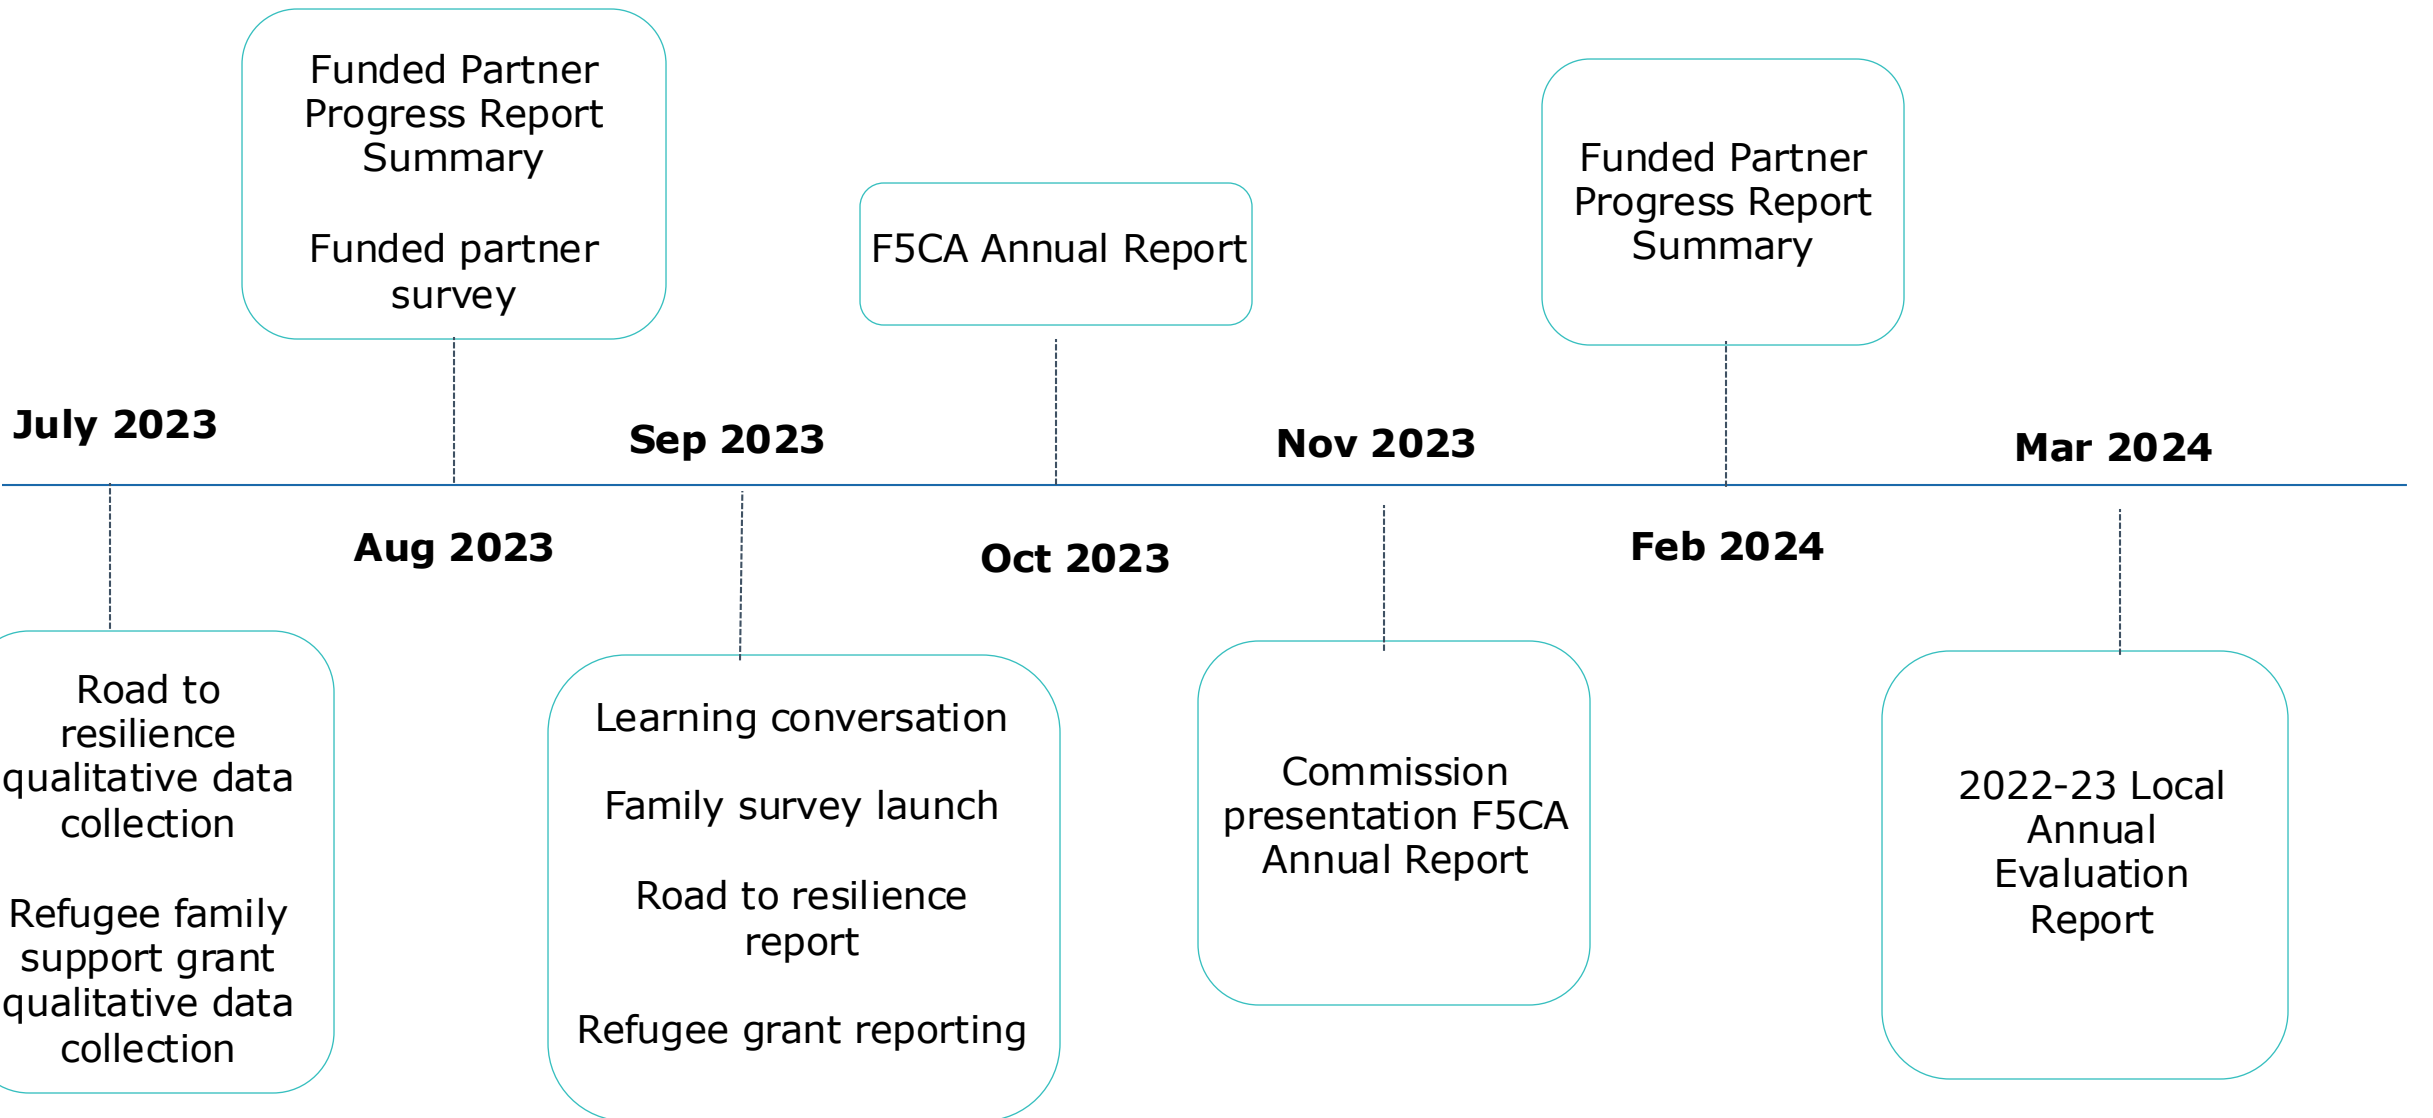 Funded Partner
Progress Report
Summary
Funded partner
survey
F5CA Annual Report
Funded Partner
Progress Report
Summary
July 2023
Sep 2023
Nov 2023
Mar 2024
Aug 2023
Oct 2023
Feb 2024
Road to
resilience
qualitative data
collection
Refugee family
support grant
qualitative data
collection
Learning conversation
Family survey launch
Road to resilience
report
Refugee grant reporting
Commission
presentation F5CA
Annual Report
2022-23 Local
Annual
Evaluation
Report